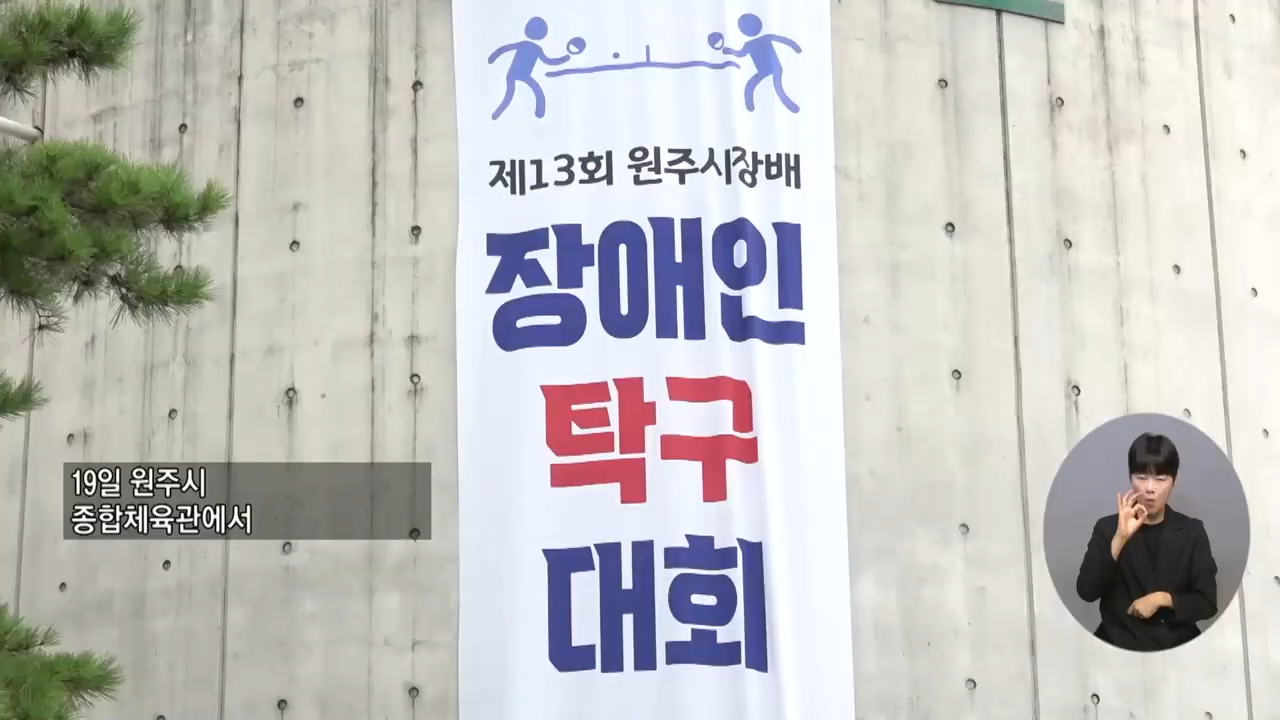 제13회 원주시장배
장애인
탁구
대회
19일 원주시
종합체육관에서